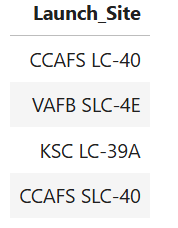 Launch_Site
CCAFS LC-40
VAFB SLC-4E
KSC LC-39A
CCAFS SLC-40